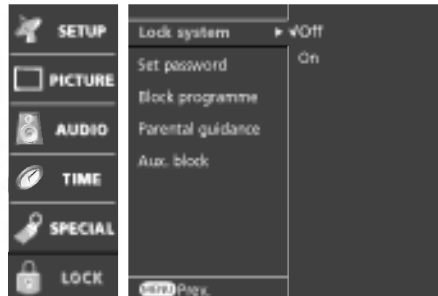 SETUP
PICTURE
AUDIO
TIME
SPECIAL
LOCK
Lock system
Set password
Block programme
Parental guidance
Aux. block
MENU Prev.
Off
On